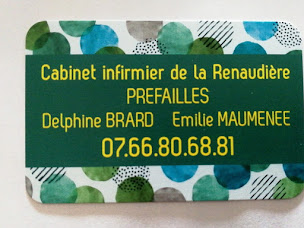 Cabinet infirmier de la Renaudière
PREFAILLES
Delphine BRARD Emilie MAUMENEE
07.66.80.68.81